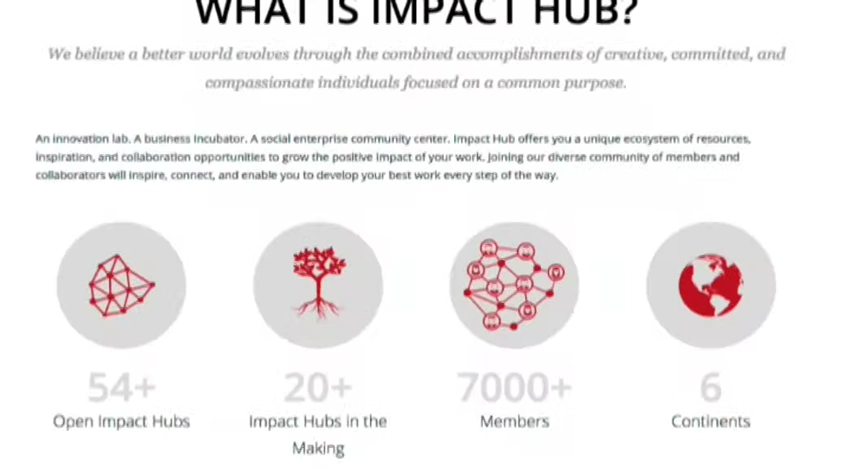 WHAT IS IMPACT HUB?
We believe a better world evolves through the combined accomplishments of creative, committed, and
compassionate individuals focused on a common purpose.
An innovation lab. A business incubator. A social enterprise community center. Impact Hub offers you a unique ecosystem of resources,
inspiration, and collaboration opportunities to grow the positive impact of your work. Joining our diverse community of members and
collaborators will inspire, connect, and enable you to develop your best work every step of the way.
54+ 20+ 7000+ 6
Open Impact Hubs Impact Hubs in the Members Continents
Making